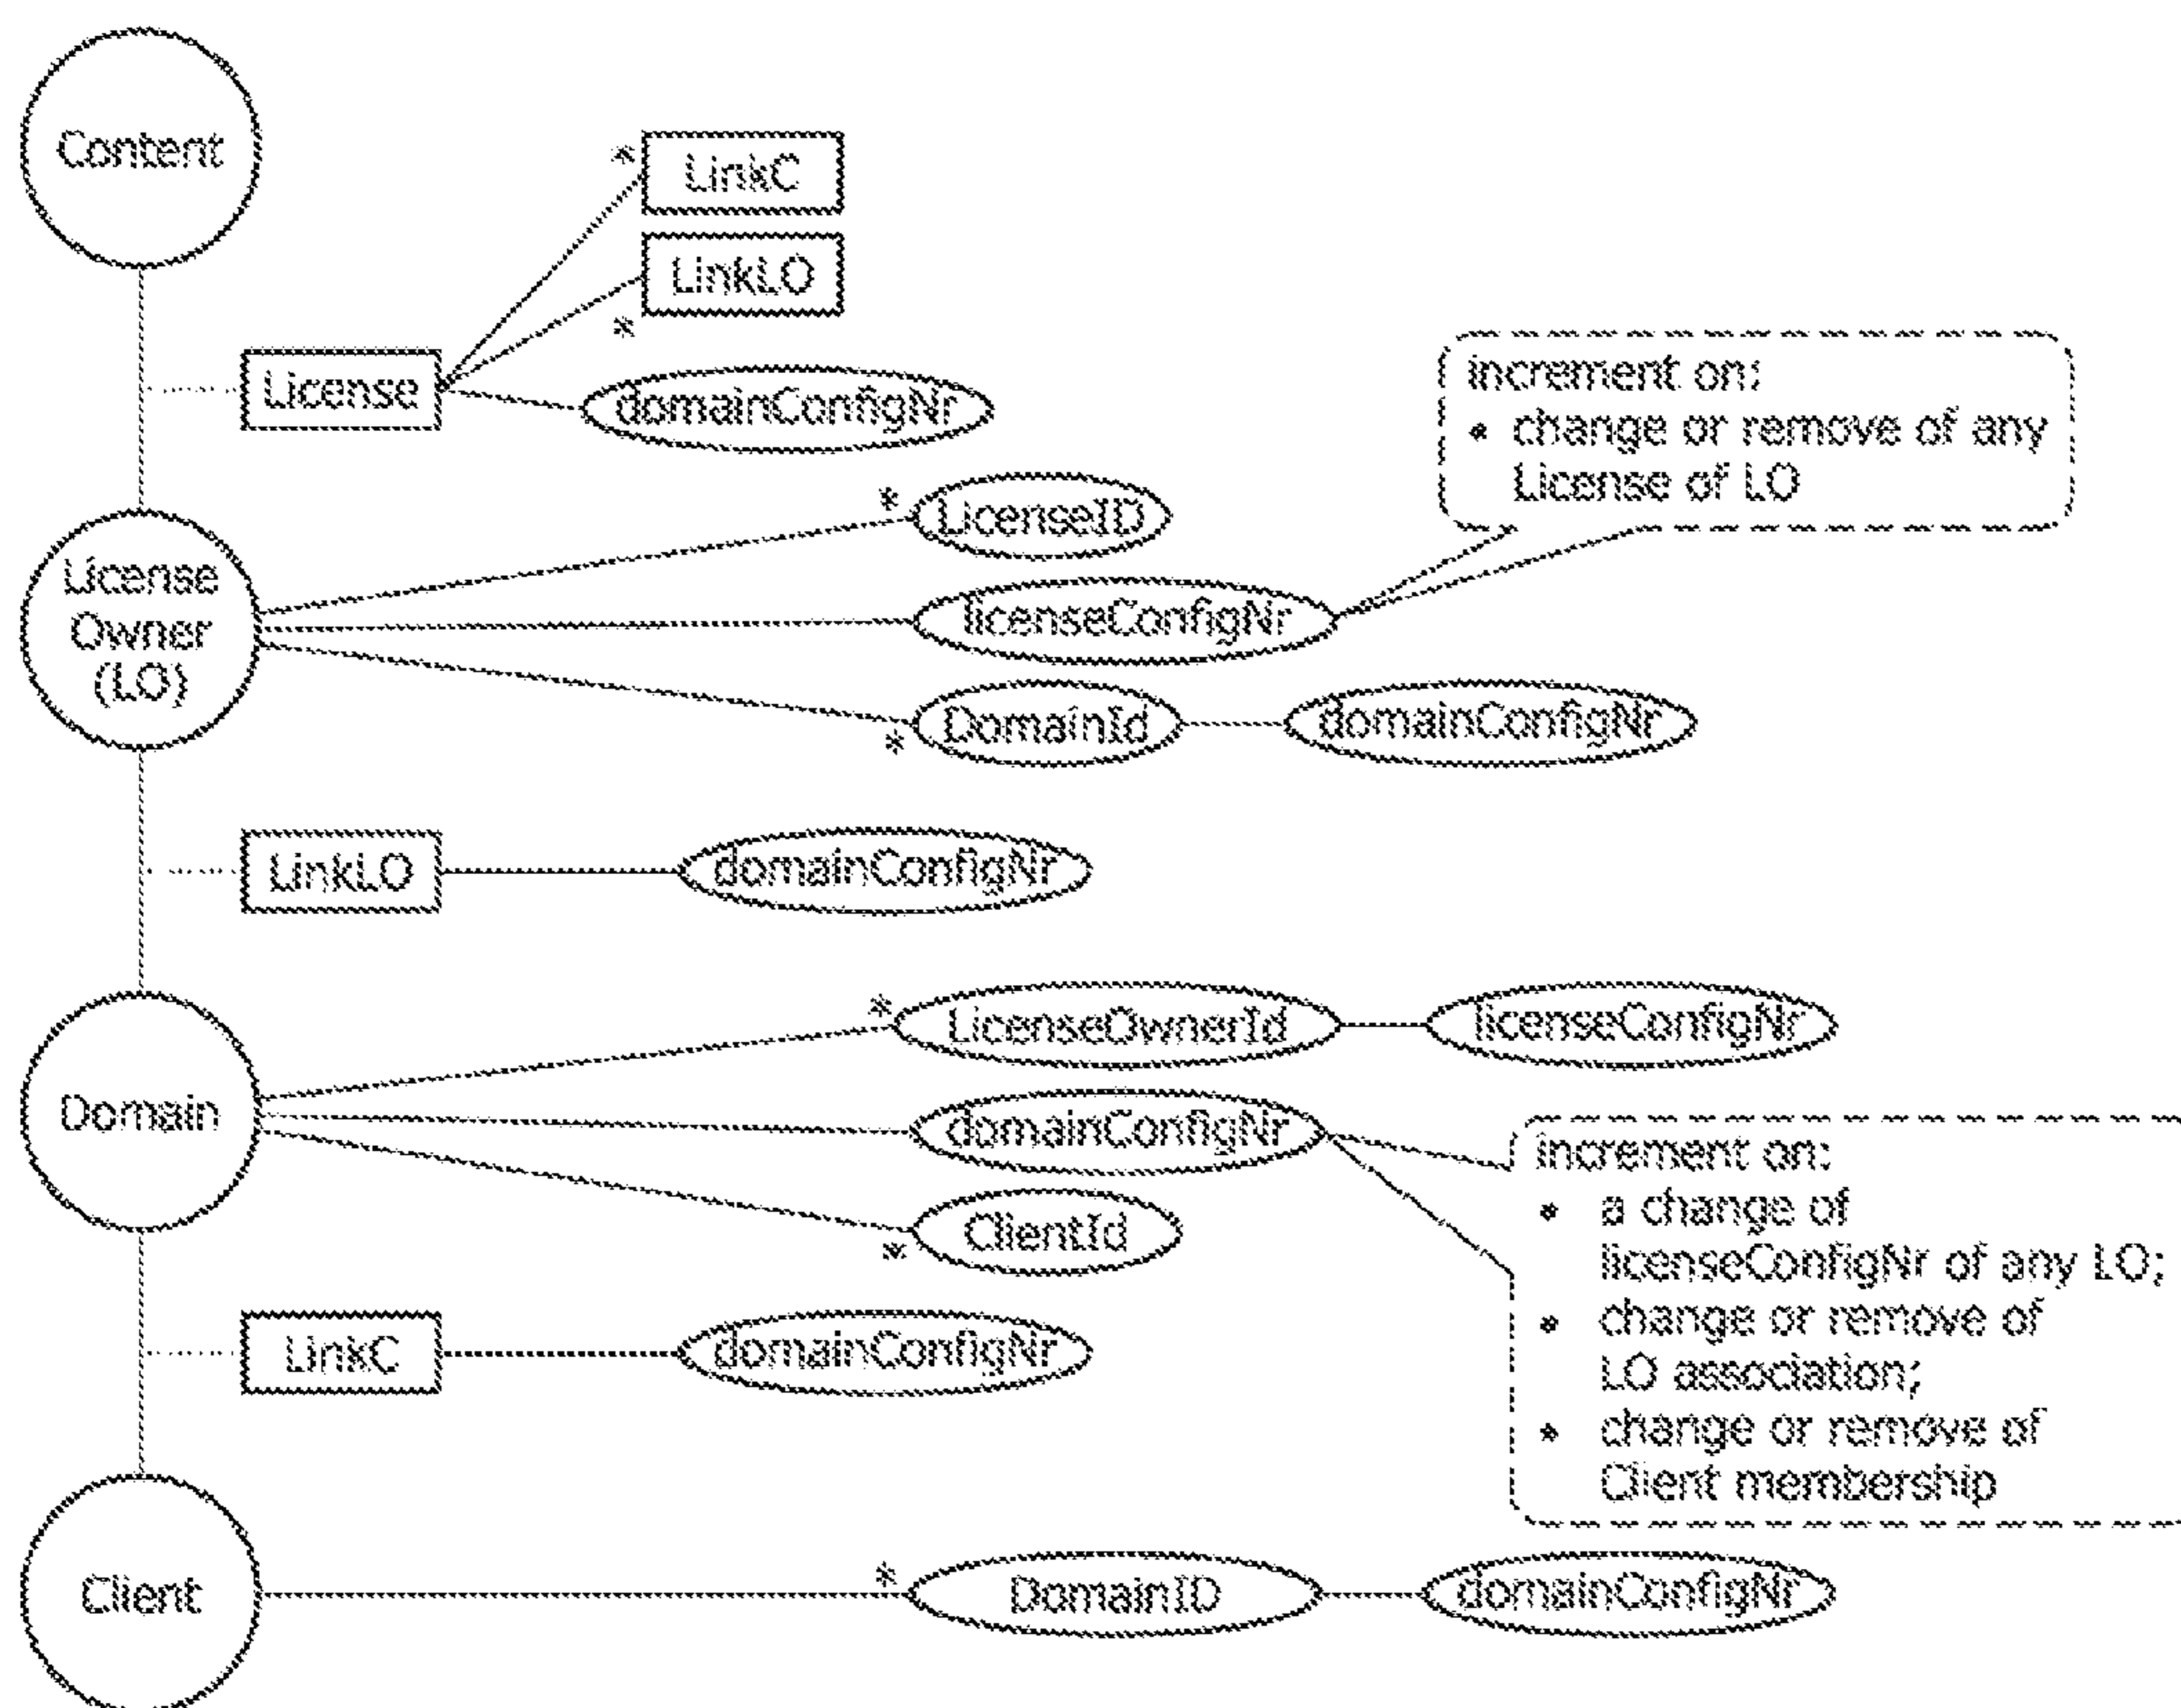 Content
* LinkC
LinkLO
*
License
domainConfigNr
increment on:
• change or remove of any
License of LO
* LicenseID
License
Owner
(LO)
licenseConfigNr
* DomainId
domainConfigNr
LinkLO
domainConfigNr
* LicenseOwnerId
licenseConfigNr
Domain
domainConfigNr
increment on:
• a change of
licenseConfigNr of any LO;
• change or remove of
LO association;
• change or remove of
Client membership
* ClientId
LinkC
domainConfigNr
Client
* DomainID
domainConfigNr